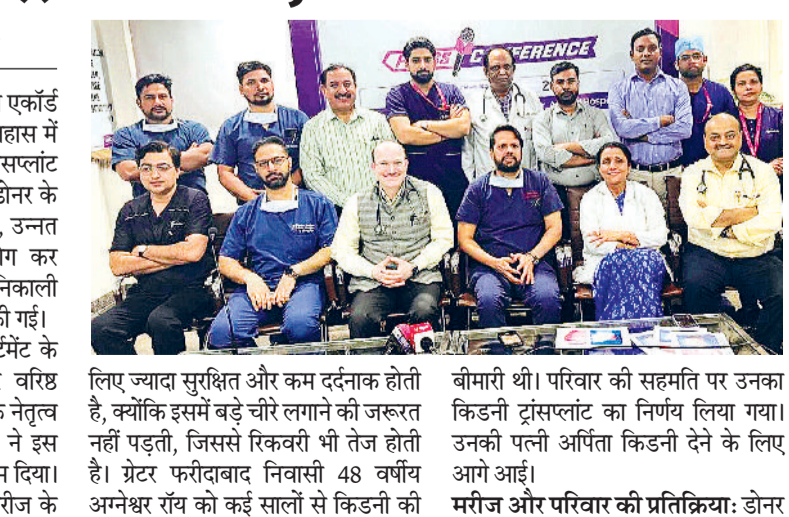 CONFERENCE
एकॉर्ड
डोनर के
उन्नत
कर
निकाली
की गई।
के
वरिष्ठ
नेतृत्व
ने इस
दिया।
के
लिए ज्यादा सुरक्षित और कम दर्दनाक होती
है, क्योंकि इसमें बड़े चीरे लगाने की जरूरत
नहीं पड़ती, जिससे रिकवरी भी तेज होती
है। ग्रेटर फरीदाबाद निवासी 48 वर्षीय
अग्नेश्वर रॉय को कई सालों से किडनी की
बीमारी थी। परिवार की सहमति पर उनका
किडनी ट्रांसप्लांट का निर्णय लिया गया।
उनकी पत्नी अर्पिता किडनी देने के लिए
आगे आई।
मरीज और परिवार की प्रतिक्रिया: डोनर